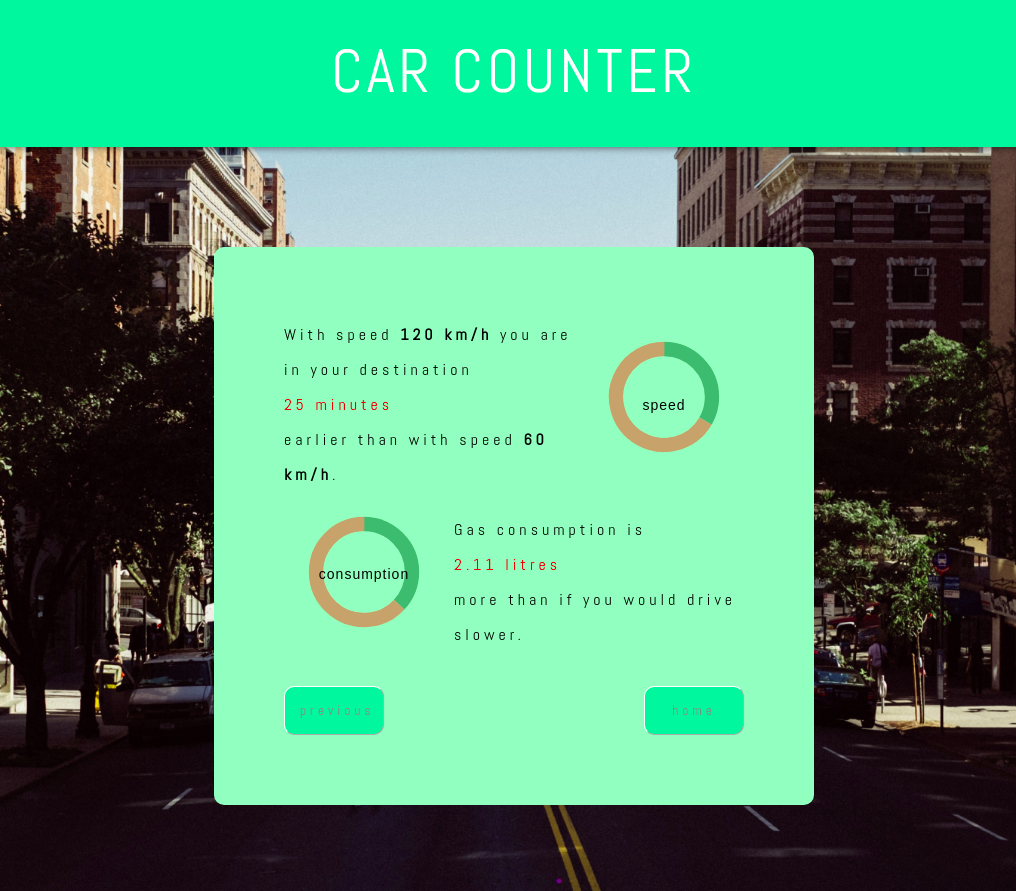 CAR COUNTER
With speed 120 km/h you are
in your destination
25 minutes
earlier than with speed 60
km/h.
speed
consumption
Gas consumption is
2.11 litres
more than if you would drive
slower.
previous
home